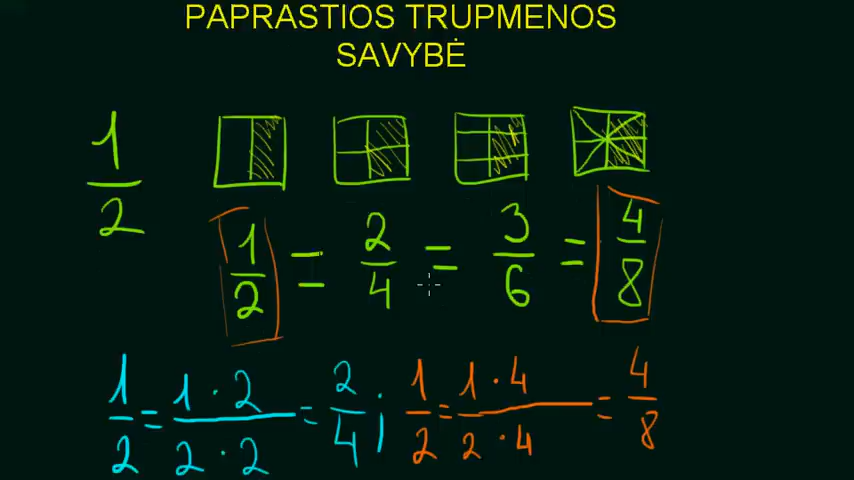 PAPRASTIOS TRUPMENOS
SAVYBĖ
1/2
1/2 = 2/4 = 3/6 = 4/8
1/2 = 1 · 2 / 2 · 2 = 2/4 ; 1/2 = 1 · 4 / 2 · 4 = 4/8